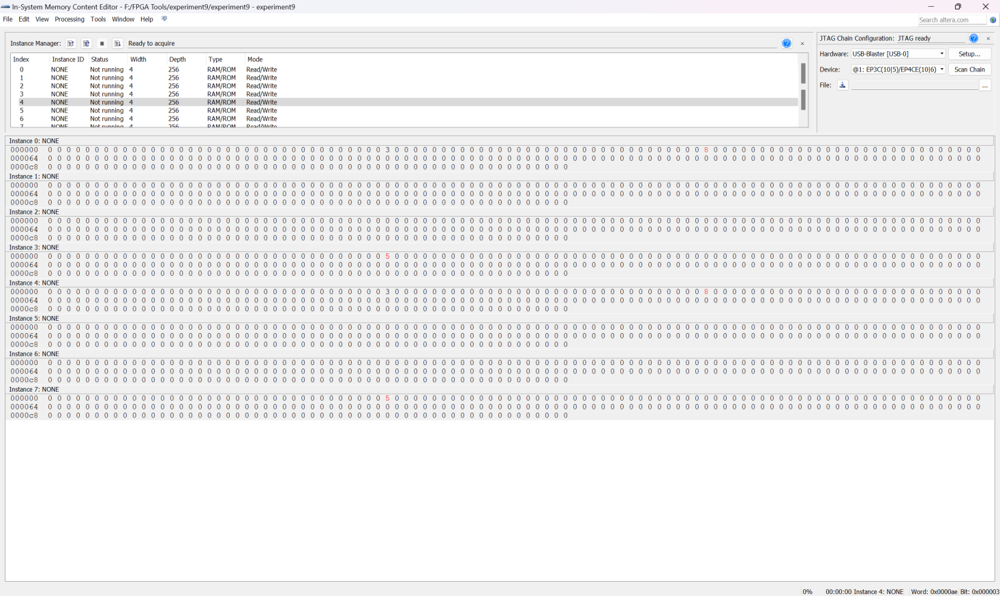 In-System Memory Content Editor - F:/FPGA Tools/experiment9/experiment9 - experiment9
File Edit View Processing Tools Window Help
Search altera.com
Instance Manager: Ready to acquire
Index Instance ID Status Width Depth Type Mode
0 NONE Not running 4 256 RAM/ROM Read/Write
1 NONE Not running 4 256 RAM/ROM Read/Write
2 NONE Not running 4 256 RAM/ROM Read/Write
3 NONE Not running 4 256 RAM/ROM Read/Write
4 NONE Not running 4 256 RAM/ROM Read/Write
5 NONE Not running 4 256 RAM/ROM Read/Write
6 NONE Not running 4 256 RAM/ROM Read/Write
7 NONE Not running 4 256 RAM/ROM Read/Write
JTAG Chain Configuration: JTAG ready
Hardware: USB-Blaster [USB-0] Setup...
Device: @1: EP3C(10|5)/EP4CE(10|6) Scan Chain
File: ...
Instance 0: NONE
000000 0 0 0 0 0 0 0 0 0 0 0 0 0 0 0 0 0 0 0 0 0 0 0 0 0 0 0 0 0 0 0 0 0 0 0 0 3 0 0 0 0 0 0 0 0 0 0 0 0 0 0 0 0 0 0 0 0 0 0 0 0 0 0 0 0 0 0 0 0 0 8 0 0 0 0 0 0 0 0 0 0 0 0 0 0 0 0 0 0 0 0 0 0 0 0 0 0 0 0 0
000064 0 0 0 0 0 0 0 0 0 0 0 0 0 0 0 0 0 0 0 0 0 0 0 0 0 0 0 0 0 0 0 0 0 0 0 0 0 0 0 0 0 0 0 0 0 0 0 0 0 0 0 0 0 0 0 0 0 0 0 0 0 0 0 0 0 0 0 0 0 0 0 0 0 0 0 0 0 0 0 0 0 0 0 0 0 0 0 0 0 0 0 0 0 0 0 0 0 0 0 0
0000c8 0 0 0 0 0 0 0 0 0 0 0 0 0 0 0 0 0 0 0 0 0 0 0 0 0 0 0 0 0 0 0 0 0 0 0 0 0 0 0 0 0 0 0 0 0 0 0 0 0 0 0 0 0 0 0 0
Instance 1: NONE
000000 0 0 0 0 0 0 0 0 0 0 0 0 0 0 0 0 0 0 0 0 0 0 0 0 0 0 0 0 0 0 0 0 0 0 0 0 0 0 0 0 0 0 0 0 0 0 0 0 0 0 0 0 0 0 0 0 0 0 0 0 0 0 0 0 0 0 0 0 0 0 0 0 0 0 0 0 0 0 0 0 0 0 0 0 0 0 0 0 0 0 0 0 0 0 0 0 0 0 0 0
000064 0 0 0 0 0 0 0 0 0 0 0 0 0 0 0 0 0 0 0 0 0 0 0 0 0 0 0 0 0 0 0 0 0 0 0 0 0 0 0 0 0 0 0 0 0 0 0 0 0 0 0 0 0 0 0 0 0 0 0 0 0 0 0 0 0 0 0 0 0 0 0 0 0 0 0 0 0 0 0 0 0 0 0 0 0 0 0 0 0 0 0 0 0 0 0 0 0 0 0 0
0000c8 0 0 0 0 0 0 0 0 0 0 0 0 0 0 0 0 0 0 0 0 0 0 0 0 0 0 0 0 0 0 0 0 0 0 0 0 0 0 0 0 0 0 0 0 0 0 0 0 0 0 0 0 0 0 0 0
Instance 2: NONE
000000 0 0 0 0 0 0 0 0 0 0 0 0 0 0 0 0 0 0 0 0 0 0 0 0 0 0 0 0 0 0 0 0 0 0 0 0 0 0 0 0 0 0 0 0 0 0 0 0 0 0 0 0 0 0 0 0 0 0 0 0 0 0 0 0 0 0 0 0 0 0 0 0 0 0 0 0 0 0 0 0 0 0 0 0 0 0 0 0 0 0 0 0 0 0 0 0 0 0 0 0
000064 0 0 0 0 0 0 0 0 0 0 0 0 0 0 0 0 0 0 0 0 0 0 0 0 0 0 0 0 0 0 0 0 0 0 0 0 0 0 0 0 0 0 0 0 0 0 0 0 0 0 0 0 0 0 0 0 0 0 0 0 0 0 0 0 0 0 0 0 0 0 0 0 0 0 0 0 0 0 0 0 0 0 0 0 0 0 0 0 0 0 0 0 0 0 0 0 0 0 0 0
0000c8 0 0 0 0 0 0 0 0 0 0 0 0 0 0 0 0 0 0 0 0 0 0 0 0 0 0 0 0 0 0 0 0 0 0 0 0 0 0 0 0 0 0 0 0 0 0 0 0 0 0 0 0 0 0 0 0
Instance 3: NONE
000000 0 0 0 0 0 0 0 0 0 0 0 0 0 0 0 0 0 0 0 0 0 0 0 0 0 0 0 0 0 0 0 0 0 0 0 0 5 0 0 0 0 0 0 0 0 0 0 0 0 0 0 0 0 0 0 0 0 0 0 0 0 0 0 0 0 0 0 0 0 0 0 0 0 0 0 0 0 0 0 0 0 0 0 0 0 0 0 0 0 0 0 0 0 0 0 0 0 0 0 0
000064 0 0 0 0 0 0 0 0 0 0 0 0 0 0 0 0 0 0 0 0 0 0 0 0 0 0 0 0 0 0 0 0 0 0 0 0 0 0 0 0 0 0 0 0 0 0 0 0 0 0 0 0 0 0 0 0 0 0 0 0 0 0 0 0 0 0 0 0 0 0 0 0 0 0 0 0 0 0 0 0 0 0 0 0 0 0 0 0 0 0 0 0 0 0 0 0 0 0 0 0
0000c8 0 0 0 0 0 0 0 0 0 0 0 0 0 0 0 0 0 0 0 0 0 0 0 0 0 0 0 0 0 0 0 0 0 0 0 0 0 0 0 0 0 0 0 0 0 0 0 0 0 0 0 0 0 0 0 0
Instance 4: NONE
000000 0 0 0 0 0 0 0 0 0 0 0 0 0 0 0 0 0 0 0 0 0 0 0 0 0 0 0 0 0 0 0 0 0 0 0 0 3 0 0 0 0 0 0 0 0 0 0 0 0 0 0 0 0 0 0 0 0 0 0 0 0 0 0 0 0 0 0 0 0 0 8 0 0 0 0 0 0 0 0 0 0 0 0 0 0 0 0 0 0 0 0 0 0 0 0 0 0 0 0 0
000064 0 0 0 0 0 0 0 0 0 0 0 0 0 0 0 0 0 0 0 0 0 0 0 0 0 0 0 0 0 0 0 0 0 0 0 0 0 0 0 0 0 0 0 0 0 0 0 0 0 0 0 0 0 0 0 0 0 0 0 0 0 0 0 0 0 0 0 0 0 0 0 0 0 0 0 0 0 0 0 0 0 0 0 0 0 0 0 0 0 0 0 0 0 0 0 0 0 0 0 0
0000c8 0 0 0 0 0 0 0 0 0 0 0 0 0 0 0 0 0 0 0 0 0 0 0 0 0 0 0 0 0 0 0 0 0 0 0 0 0 0 0 0 0 0 0 0 0 0 0 0 0 0 0 0 0 0 0 0
Instance 5: NONE
000000 0 0 0 0 0 0 0 0 0 0 0 0 0 0 0 0 0 0 0 0 0 0 0 0 0 0 0 0 0 0 0 0 0 0 0 0 0 0 0 0 0 0 0 0 0 0 0 0 0 0 0 0 0 0 0 0 0 0 0 0 0 0 0 0 0 0 0 0 0 0 0 0 0 0 0 0 0 0 0 0 0 0 0 0 0 0 0 0 0 0 0 0 0 0 0 0 0 0 0 0
000064 0 0 0 0 0 0 0 0 0 0 0 0 0 0 0 0 0 0 0 0 0 0 0 0 0 0 0 0 0 0 0 0 0 0 0 0 0 0 0 0 0 0 0 0 0 0 0 0 0 0 0 0 0 0 0 0 0 0 0 0 0 0 0 0 0 0 0 0 0 0 0 0 0 0 0 0 0 0 0 0 0 0 0 0 0 0 0 0 0 0 0 0 0 0 0 0 0 0 0 0
0000c8 0 0 0 0 0 0 0 0 0 0 0 0 0 0 0 0 0 0 0 0 0 0 0 0 0 0 0 0 0 0 0 0 0 0 0 0 0 0 0 0 0 0 0 0 0 0 0 0 0 0 0 0 0 0 0 0
Instance 6: NONE
000000 0 0 0 0 0 0 0 0 0 0 0 0 0 0 0 0 0 0 0 0 0 0 0 0 0 0 0 0 0 0 0 0 0 0 0 0 0 0 0 0 0 0 0 0 0 0 0 0 0 0 0 0 0 0 0 0 0 0 0 0 0 0 0 0 0 0 0 0 0 0 0 0 0 0 0 0 0 0 0 0 0 0 0 0 0 0 0 0 0 0 0 0 0 0 0 0 0 0 0 0
000064 0 0 0 0 0 0 0 0 0 0 0 0 0 0 0 0 0 0 0 0 0 0 0 0 0 0 0 0 0 0 0 0 0 0 0 0 0 0 0 0 0 0 0 0 0 0 0 0 0 0 0 0 0 0 0 0 0 0 0 0 0 0 0 0 0 0 0 0 0 0 0 0 0 0 0 0 0 0 0 0 0 0 0 0 0 0 0 0 0 0 0 0 0 0 0 0 0 0 0 0
0000c8 0 0 0 0 0 0 0 0 0 0 0 0 0 0 0 0 0 0 0 0 0 0 0 0 0 0 0 0 0 0 0 0 0 0 0 0 0 0 0 0 0 0 0 0 0 0 0 0 0 0 0 0 0 0 0 0
Instance 7: NONE
000000 0 0 0 0 0 0 0 0 0 0 0 0 0 0 0 0 0 0 0 0 0 0 0 0 0 0 0 0 0 0 0 0 0 0 0 0 5 0 0 0 0 0 0 0 0 0 0 0 0 0 0 0 0 0 0 0 0 0 0 0 0 0 0 0 0 0 0 0 0 0 0 0 0 0 0 0 0 0 0 0 0 0 0 0 0 0 0 0 0 0 0 0 0 0 0 0 0 0 0 0
000064 0 0 0 0 0 0 0 0 0 0 0 0 0 0 0 0 0 0 0 0 0 0 0 0 0 0 0 0 0 0 0 0 0 0 0 0 0 0 0 0 0 0 0 0 0 0 0 0 0 0 0 0 0 0 0 0 0 0 0 0 0 0 0 0 0 0 0 0 0 0 0 0 0 0 0 0 0 0 0 0 0 0 0 0 0 0 0 0 0 0 0 0 0 0 0 0 0 0 0 0
0000c8 0 0 0 0 0 0 0 0 0 0 0 0 0 0 0 0 0 0 0 0 0 0 0 0 0 0 0 0 0 0 0 0 0 0 0 0 0 0 0 0 0 0 0 0 0 0 0 0 0 0 0 0 0 0 0 0
0% 00:00:00 Instance 4: NONE Word: 0x0000ae Bit: 0x000003